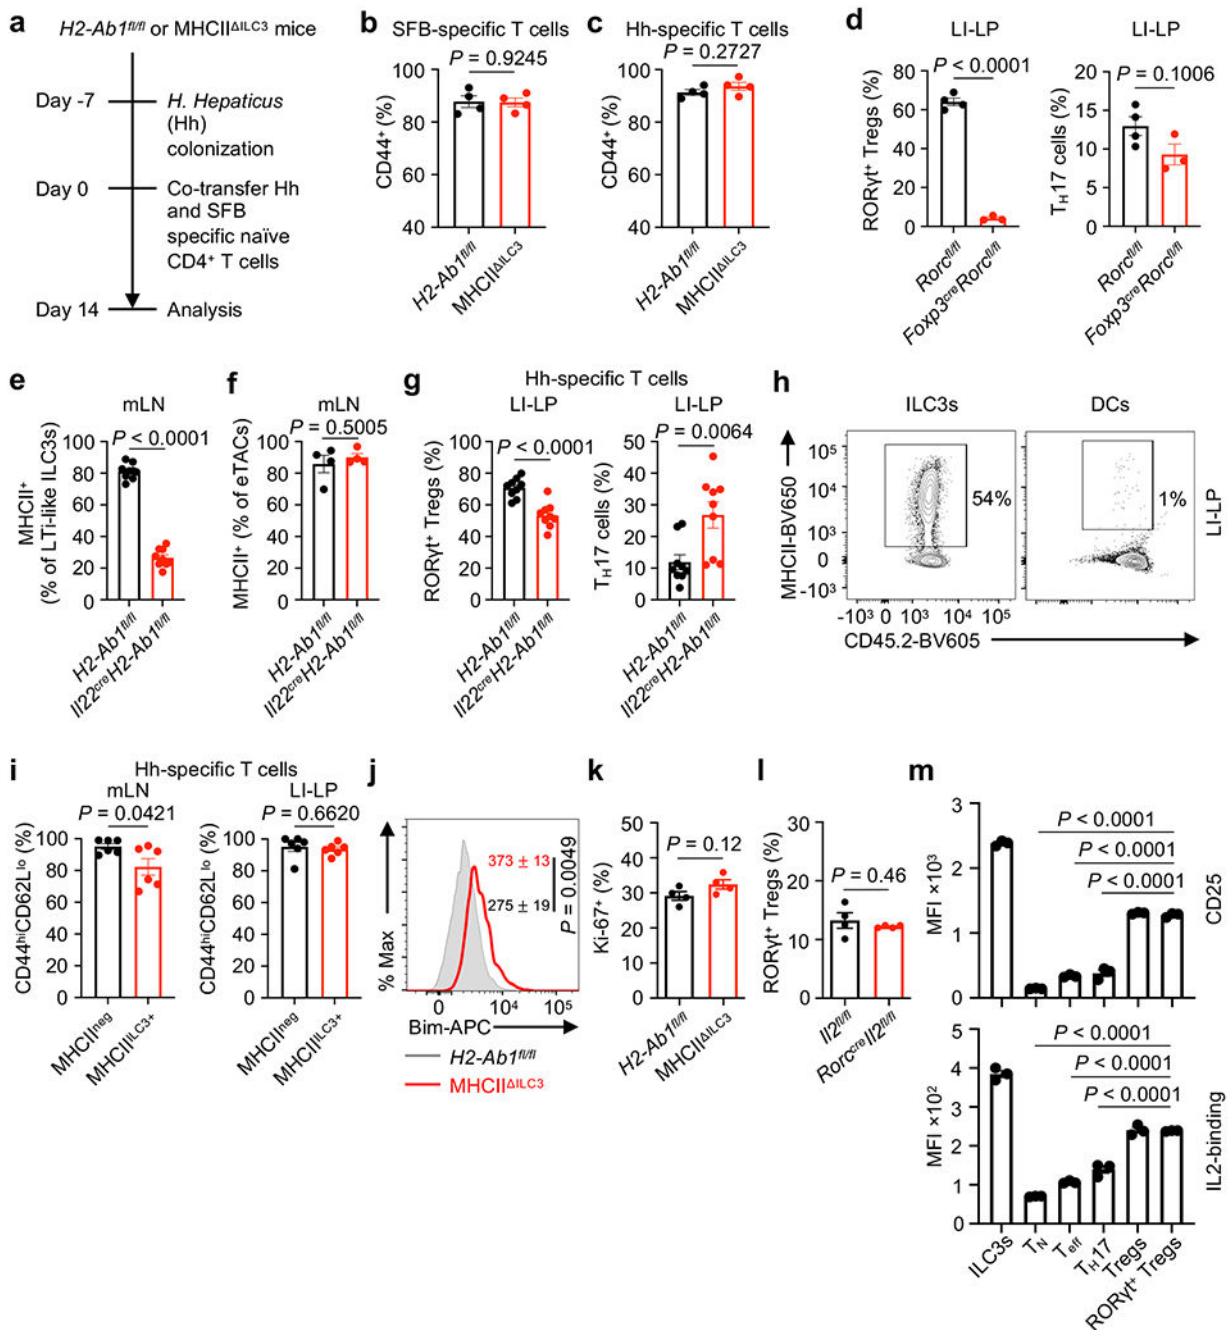 a
H2-Ab1fl/fl or MHCIIΔILC3 mice
Day -7
H. Hepaticus
(Hh)
colonization
Day 0
Co-transfer Hh
and SFB
specific naïve
CD4+ T cells
Day 14
Analysis
b
SFB-specific T cells
P = 0.9245
CD44+ (%)
100
80
60
40
H2-Ab1fl/fl
MHCIIΔILC3
c
Hh-specific T cells
P = 0.2727
CD44+ (%)
100
80
60
40
H2-Ab1fl/fl
MHCIIΔILC3
d
LI-LP
P < 0.0001
RORγt+ Tregs (%)
80
60
40
20
0
Rorcfl/fl
Foxp3creRorcfl/fl
LI-LP
P = 0.1006
TH17 cells (%)
20
15
10
5
0
Rorcfl/fl
Foxp3creRorcfl/fl
e
mLN
P < 0.0001
MHCII+
(% of LTi-like ILC3s)
100
80
60
40
20
0
H2-Ab1fl/fl
Il22creH2-Ab1fl/fl
f
mLN
P = 0.5005
MHCII+ (% of eTACs)
100
80
60
40
20
0
H2-Ab1fl/fl
Il22creH2-Ab1fl/fl
g
Hh-specific T cells
LI-LP
P < 0.0001
RORγt+ Tregs (%)
100
80
60
40
20
0
H2-Ab1fl/fl
Il22creH2-Ab1fl/fl
LI-LP
P = 0.0064
TH17 cells (%)
50
40
30
20
10
0
H2-Ab1fl/fl
Il22creH2-Ab1fl/fl
h
ILC3s
DCs
MHCII-BV650
105
104
103
0
-103
54%
1%
LI-LP
-103
0
103
104
105
CD45.2-BV605
i
Hh-specific T cells
mLN
P = 0.0421
CD44hiCD62Llo (%)
100
80
60
40
20
0
MHCIIneg
MHCIIILC3+
LI-LP
P = 0.6620
CD44hiCD62Llo (%)
100
80
60
40
20
0
MHCIIneg
MHCIIILC3+
j
% Max
373 ± 13
275 ± 19
P = 0.0049
0
104
105
Bim-APC
H2-Ab1fl/fl
MHCIIΔILC3
k
P = 0.12
Ki-67+ (%)
50
40
30
20
10
0
H2-Ab1fl/fl
MHCIIΔILC3
l
P = 0.46
RORγt+ Tregs (%)
30
20
10
0
Il2fl/fl
RorccreIl2fl/fl
m
MFI ×103
3
2
1
0
P < 0.0001
P < 0.0001
P < 0.0001
CD25
MFI ×102
5
4
3
2
1
0
P < 0.0001
P < 0.0001
P < 0.0001
IL2-binding
ILC3s
TN
Teff
TH17
Tregs
RORγt+ Tregs